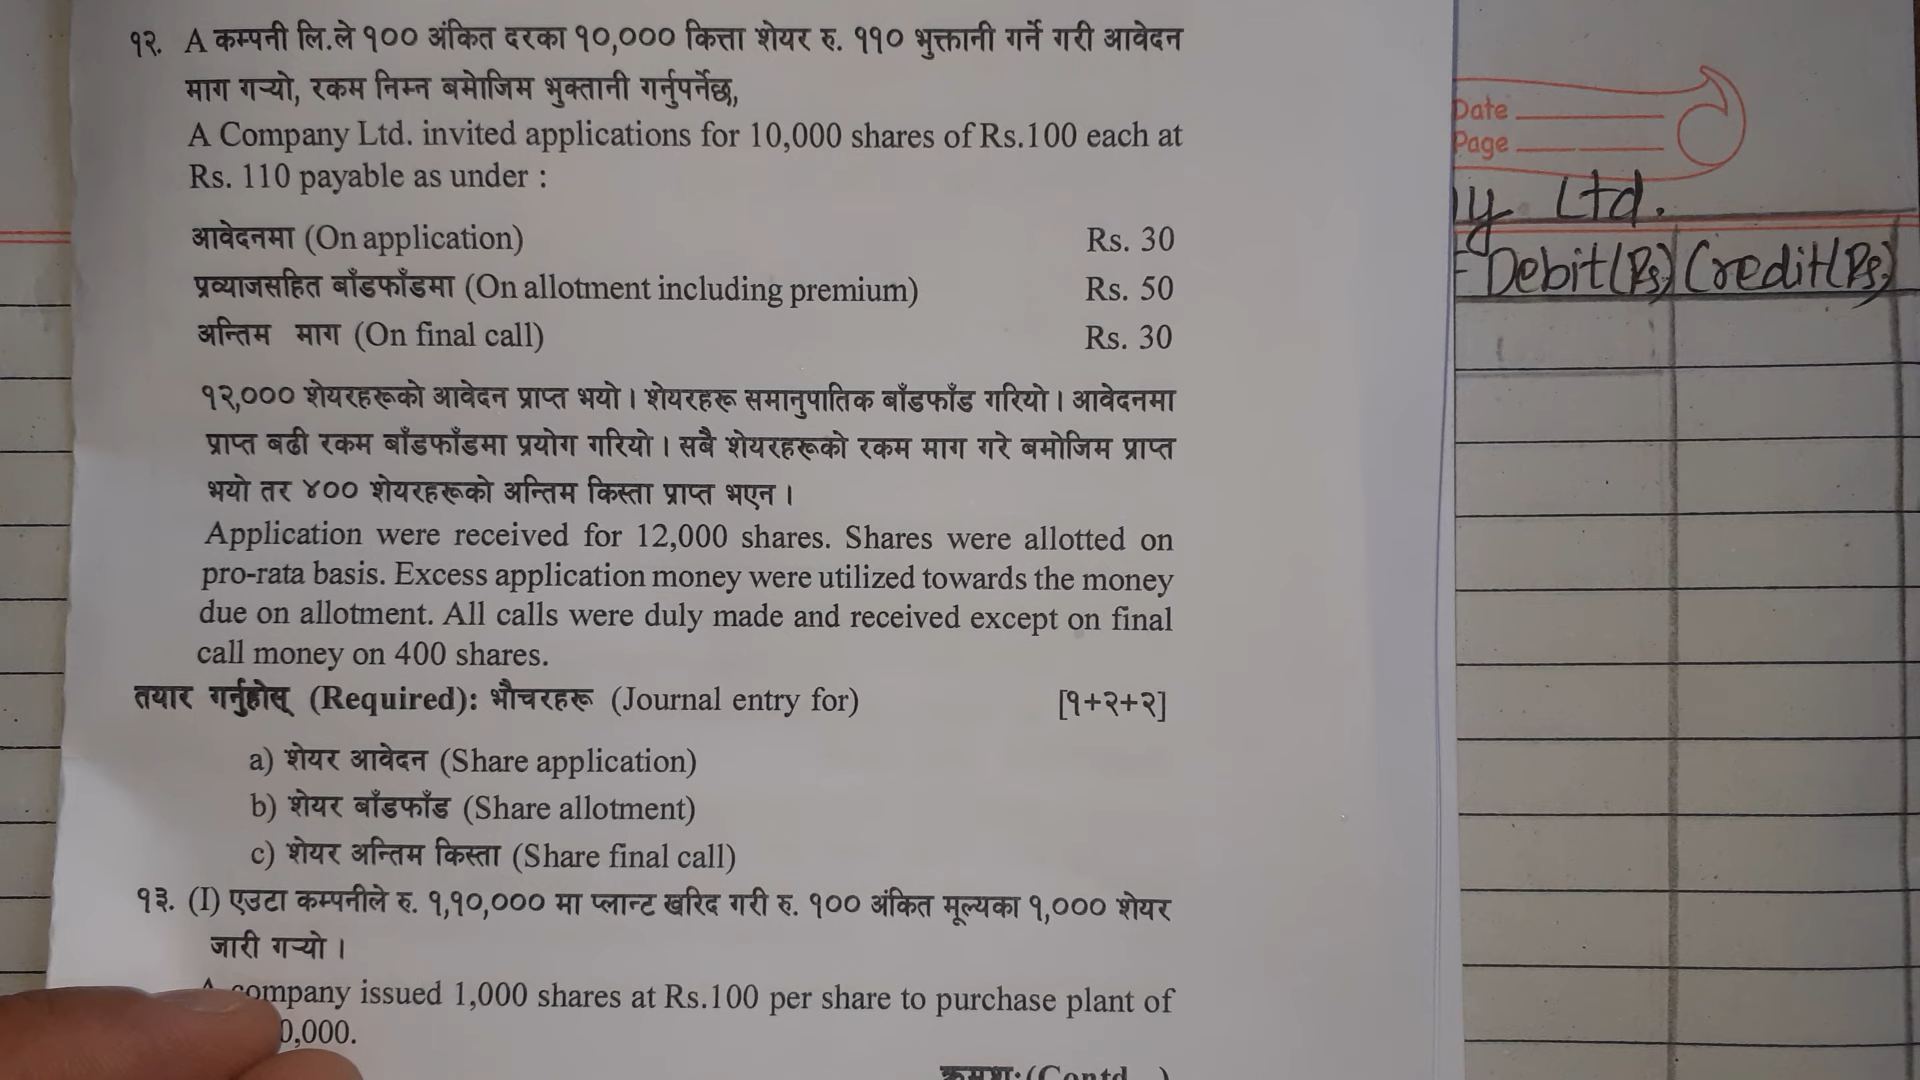 १२. A कम्पनी लि.ले १०० अंकित दरका १०,००० कित्ता शेयर रु. ११० भुक्तानी गर्ने गरी आवेदन
माग गर्‍यो, रकम निम्न बमोजिम भुक्तानी गर्नुपर्नेछ,
A Company Ltd. invited applications for 10,000 shares of Rs.100 each at
Rs. 110 payable as under :
आवेदनमा (On application) Rs. 30
प्रव्याजसहित बाँडफाँडमा (On allotment including premium) Rs. 50
अन्तिम माग (On final call) Rs. 30
१२,००० शेयरहरूको आवेदन प्राप्त भयो । शेयरहरू समानुपातिक बाँडफाँड गरियो । आवेदनमा
प्राप्त बढी रकम बाँडफाँडमा प्रयोग गरियो । सबै शेयरहरूको रकम माग गरे बमोजिम प्राप्त
भयो तर ४०० शेयरहरूको अन्तिम किस्ता प्राप्त भएन ।
Application were received for 12,000 shares. Shares were allotted on
pro-rata basis. Excess application money were utilized towards the money
due on allotment. All calls were duly made and received except on final
call money on 400 shares.
तयार गर्नुहोस् (Required): भौचरहरू (Journal entry for) [१+२+२]
a) शेयर आवेदन (Share application)
b) शेयर बाँडफाँड (Share allotment)
c) शेयर अन्तिम किस्ता (Share final call)
१३. (I) एउटा कम्पनीले रु. १,१०,००० मा प्लान्ट खरिद गरी रु. १०० अंकित मूल्यका १,००० शेयर
जारी गर्‍यो ।
A company issued 1,000 shares at Rs.100 per share to purchase plant of
0,000.
क्रमशः (Contd...)
Date
Page
y Ltd.
Debit(Rs) Credit(Rs)